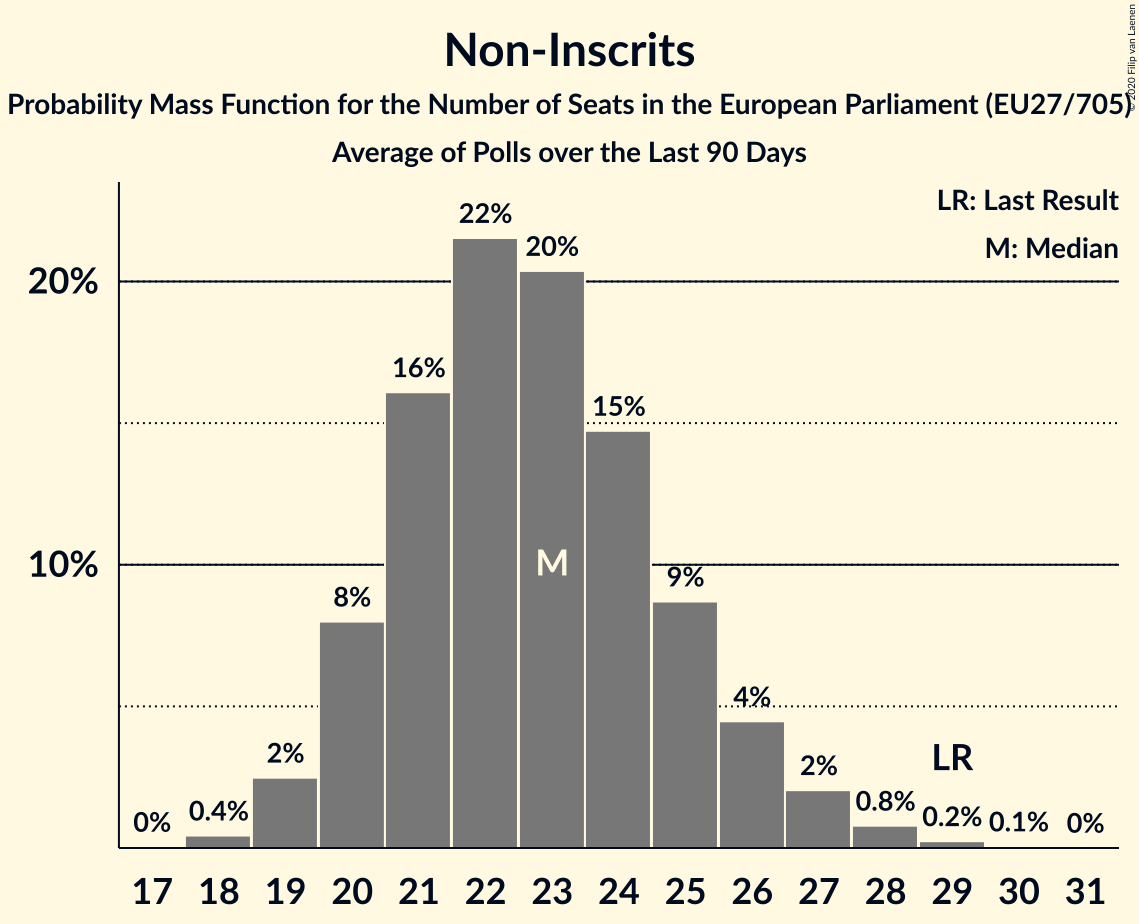 Non-Inscrits
Probability Mass Function for the Number of Seats in the European Parliament (EU27/705)
Average of Polls over the Last 90 Days
© 2020 Filip van Laenen
LR: Last Result
M: Median
22%
20%
20%
16%
15%
M
10%
9%
8%
4%
LR
2%
2%
0.8%
0.4%
0.2%
0.1%
0%
0%
17 18 19 20 21 22 23 24 25 26 27 28 29 30 31